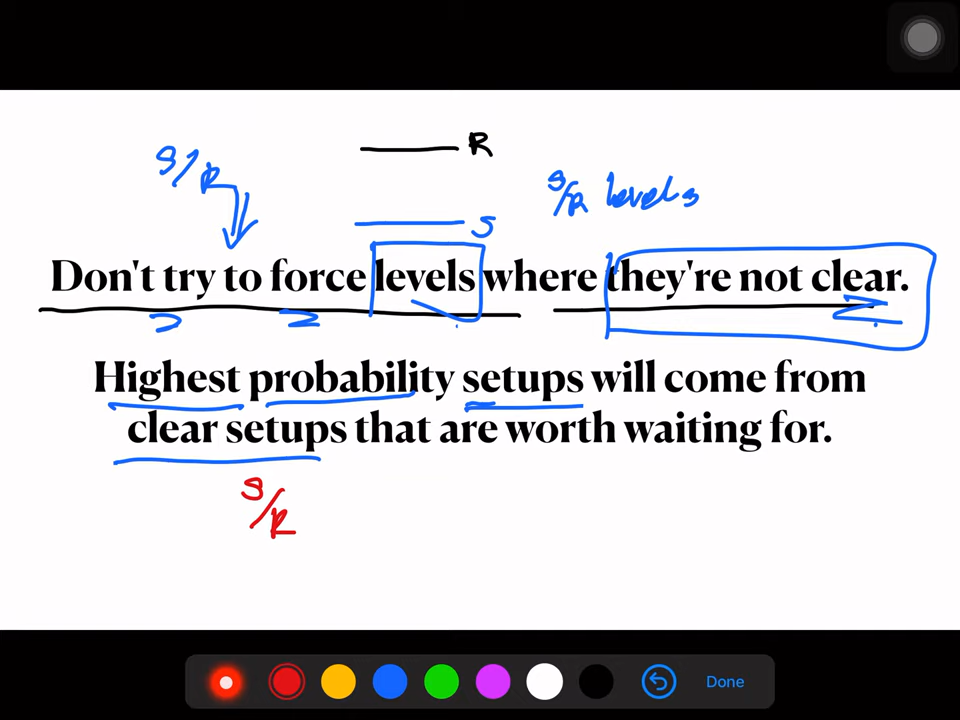 R
S/R
S/R levels
S
Don't try to force levels where they're not clear.
Highest probability setups will come from
clear setups that are worth waiting for.
S/R
Done